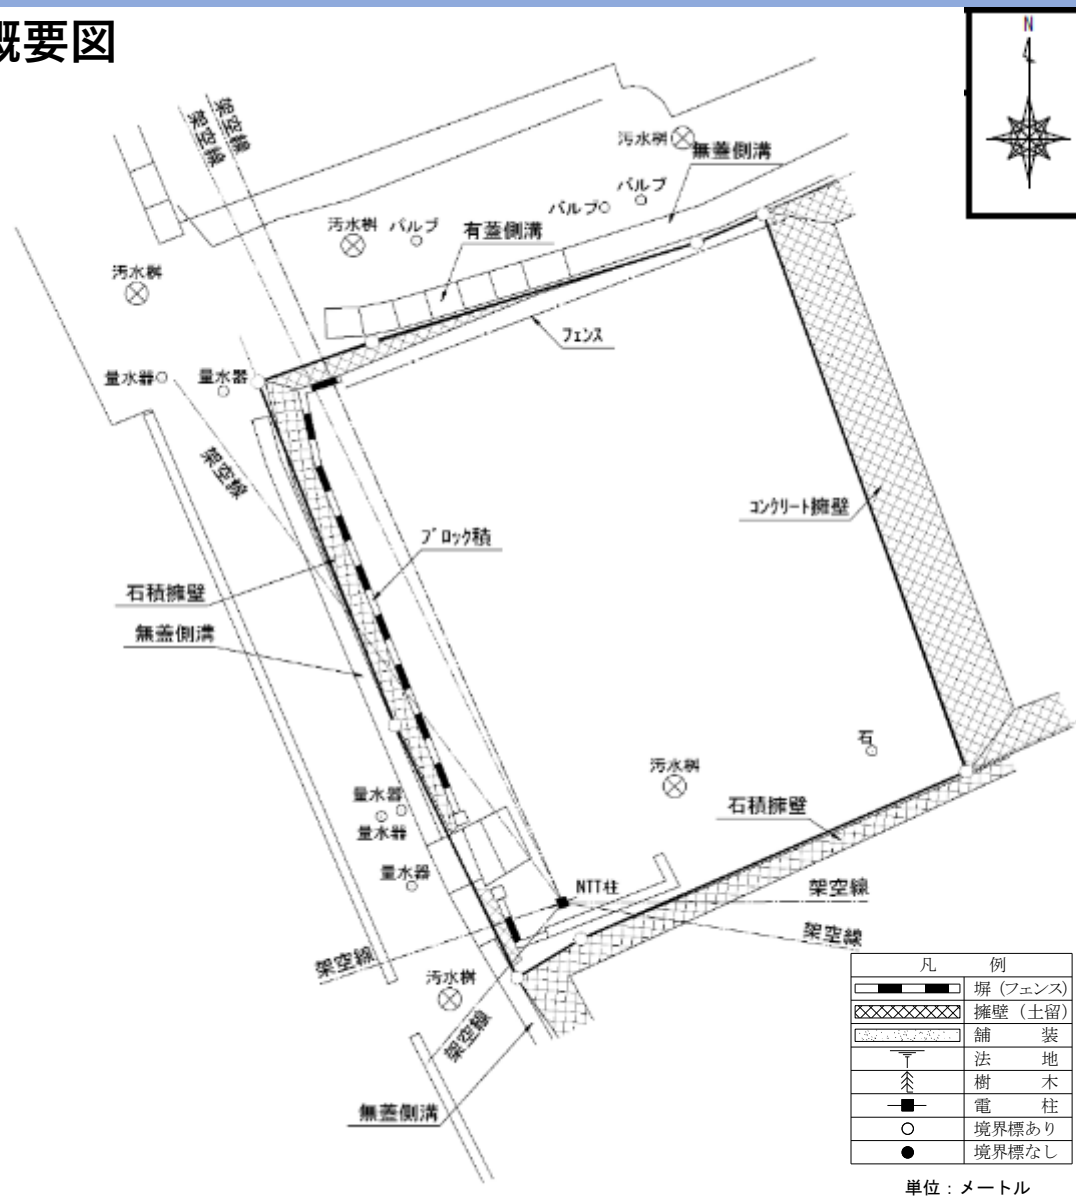 概要図
N
架空線
架空線
汚水桝
無蓋側溝
バルブ
バルブ
汚水桝
バルブ
有蓋側溝
汚水桝
フェンス
量水器
量水器
架空線
コンクリート擁壁
ブロック積
石積擁壁
無蓋側溝
石
汚水桝
量水器
石積擁壁
量水器
量水器
NTT柱
架空線
架空線
架空線
汚水桝
架空線
無蓋側溝
凡 例
塀(フェンス)
擁壁(土留)
舗 装
法 地
樹 木
電 柱
境界標あり
境界標なし
単位:メートル